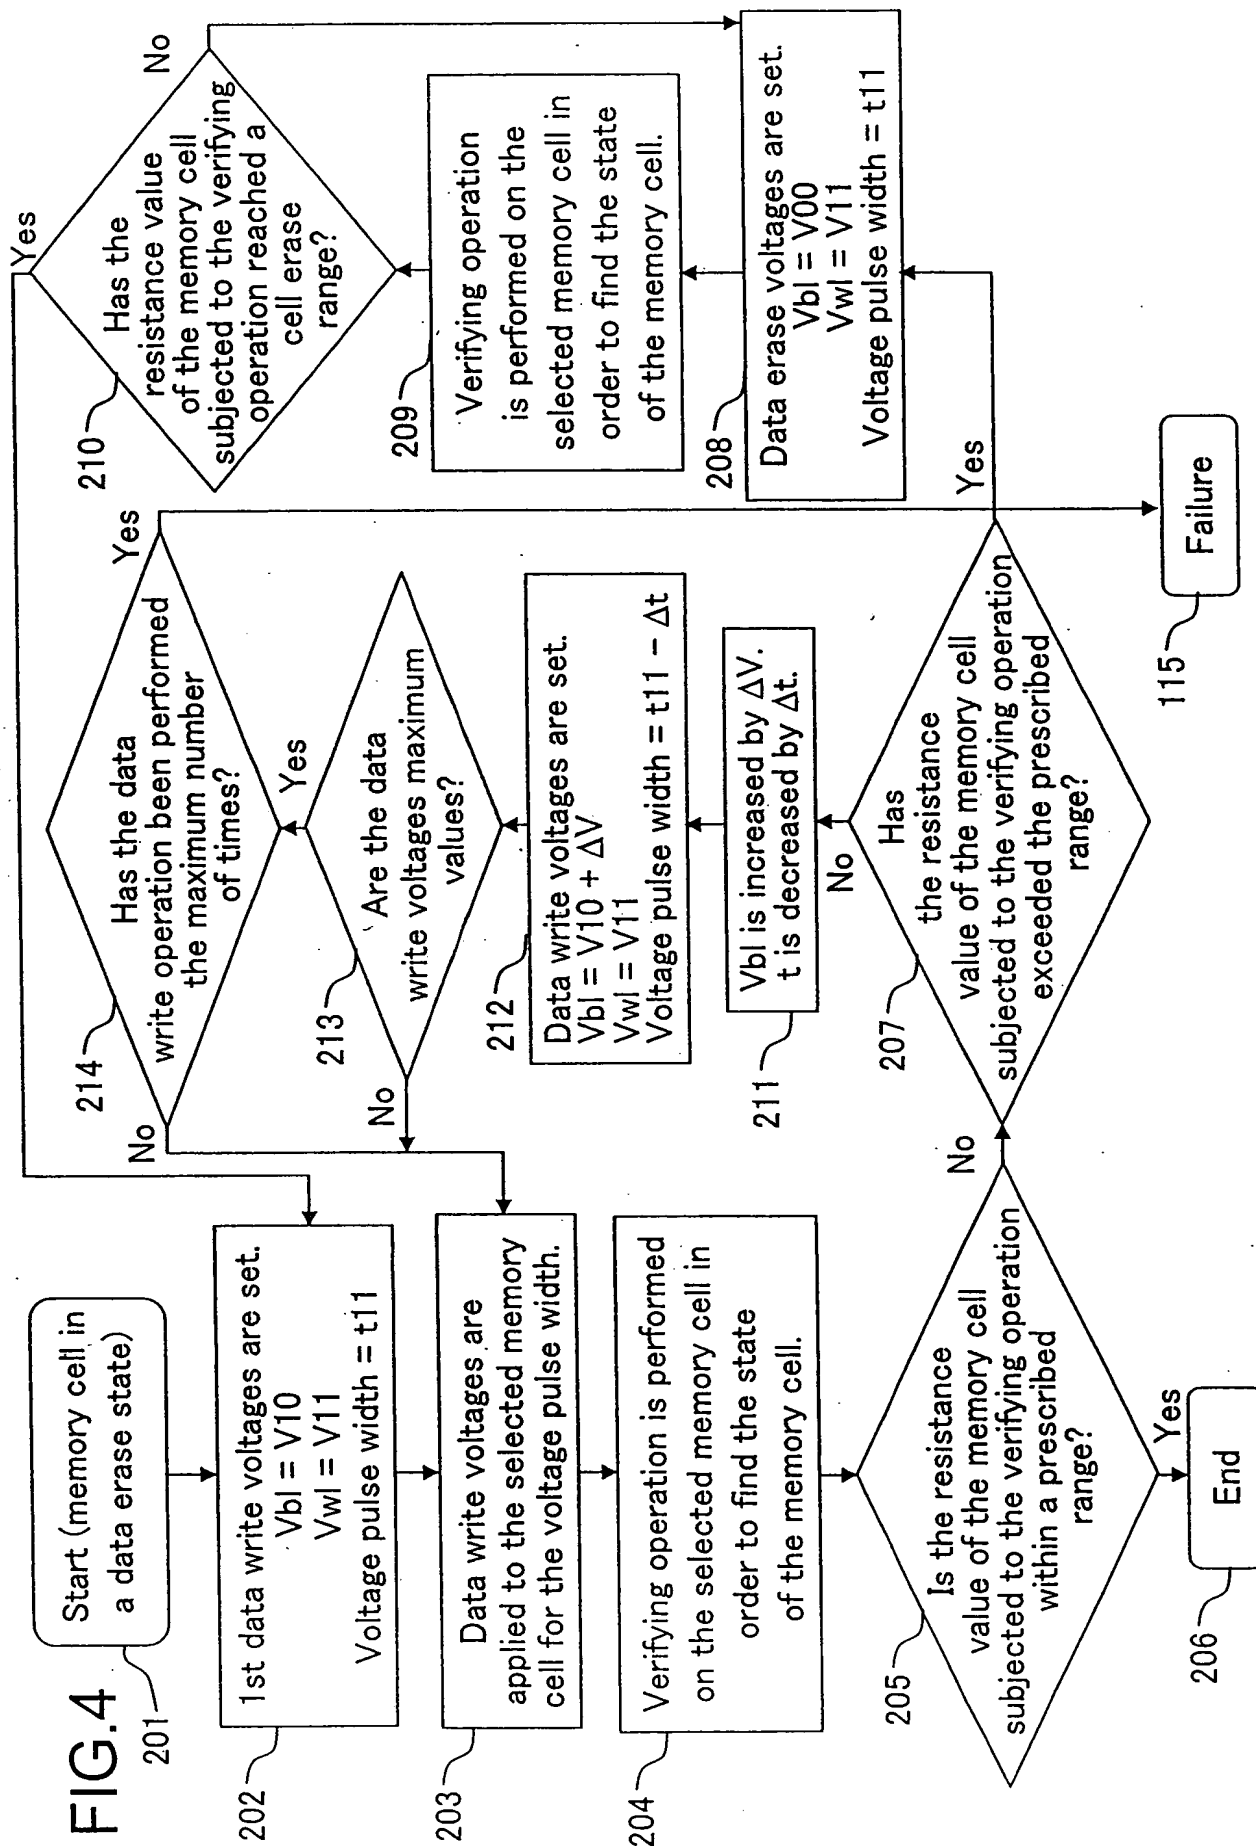 FIG.4
201
Start (memory cell in
a data erase state)
202
1st data write voltages are set.
Vbl = V10
Vwl = V11
Voltage pulse width = t11
203
Data write voltages are
applied to the selected memory
cell for the voltage pulse width.
204
Verifying operation is performed
on the selected memory cell in
order to find the state
of the memory cell.
205
Is the resistance
value of the memory cell
subjected to the verifying operation
within a prescribed
range?
No
Yes
206
End
207
Has
the resistance
value of the memory cell
subjected to the verifying operation
exceeded the prescribed
range?
No
Yes
211
Vbl is increased by ΔV.
t is decreased by Δt.
212
Data write voltages are set.
Vbl = V10 + ΔV
Vwl = V11
Voltage pulse width = t11 − Δt
213
Are the data
write voltages maximum
values?
No
Yes
214
Has the data
write operation been performed
the maximum number
of times?
No
Yes
115
Failure
208
Data erase voltages are set.
Vbl = V00
Vwl = V11
Voltage pulse width = t11
209
Verifying operation
is performed on the
selected memory cell in
order to find the state
of the memory cell.
210
Has the
resistance value
of the memory cell
subjected to the verifying
operation reached a
cell erase
range?
Yes
No